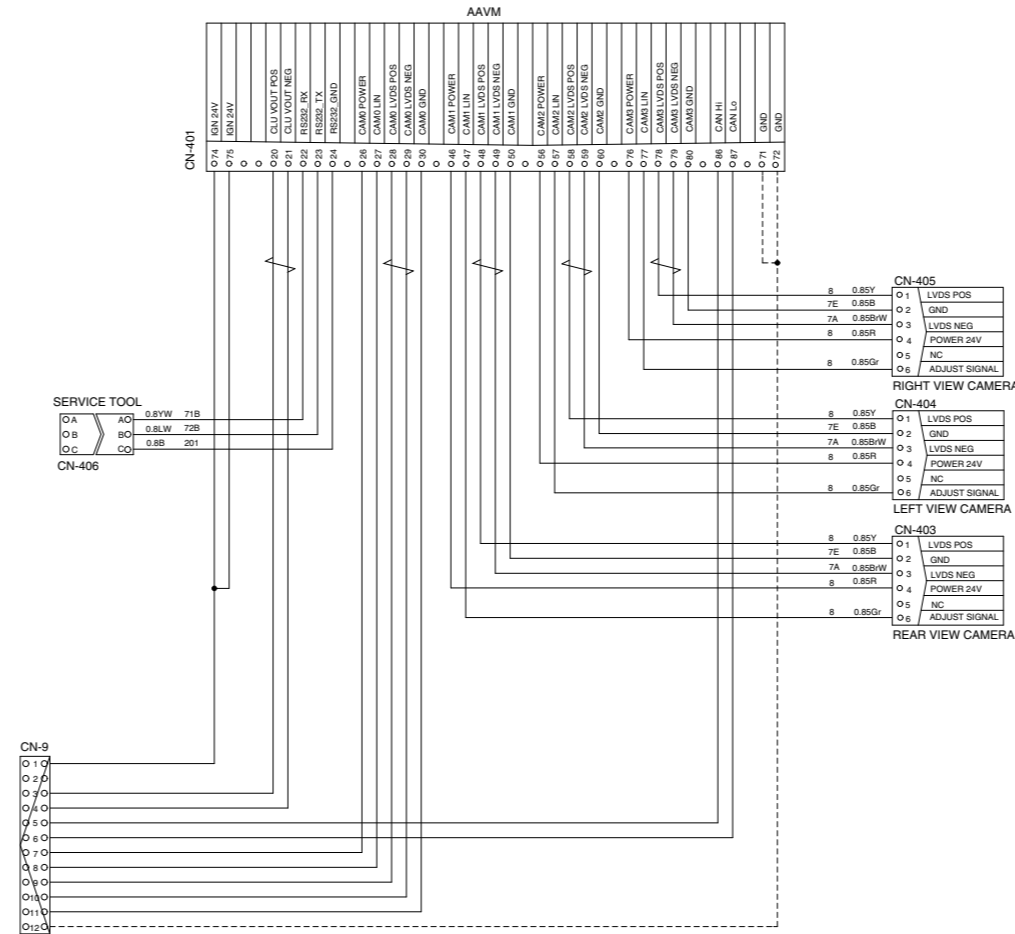 AAVM
CN-401
IGN 24V
IGN 24V
CLU VOUT POS
CLU VOUT NEG
RS232_RX
RS232_TX
RS232_GND
CAM0 POWER
CAM0 LIN
CAM0 LVDS POS
CAM0 LVDS NEG
CAM0 GND
CAM1 POWER
CAM1 LIN
CAM1 LVDS POS
CAM1 LVDS NEG
CAM1 GND
CAM2 POWER
CAM2 LIN
CAM2 LVDS POS
CAM2 LVDS NEG
CAM2 GND
CAM3 POWER
CAM3 LIN
CAM3 LVDS POS
CAM3 LVDS NEG
CAM3 GND
CAN Hi
CAN Lo
GND
GND
74 75 20 21 22 23 24 26 27 28 29 30 46 47 48 49 50 56 57 58 59 60 76 77 78 79 80 86 87 71 72
CN-405
8 0.85Y 1 LVDS POS
7E 0.85B 2 GND
7A 0.85BrW 3 LVDS NEG
8 0.85R 4 POWER 24V
5 NC
8 0.85Gr 6 ADJUST SIGNAL
RIGHT VIEW CAMERA
SERVICE TOOL
A A 0.8YW 71B
B B 0.8LW 72B
C C 0.8B 201
CN-406
CN-404
8 0.85Y 1 LVDS POS
7E 0.85B 2 GND
7A 0.85BrW 3 LVDS NEG
8 0.85R 4 POWER 24V
5 NC
8 0.85Gr 6 ADJUST SIGNAL
LEFT VIEW CAMERA
CN-403
8 0.85Y 1 LVDS POS
7E 0.85B 2 GND
7A 0.85BrW 3 LVDS NEG
8 0.85R 4 POWER 24V
5 NC
8 0.85Gr 6 ADJUST SIGNAL
REAR VIEW CAMERA
CN-9
1
2
3
4
5
6
7
8
9
10
11
12